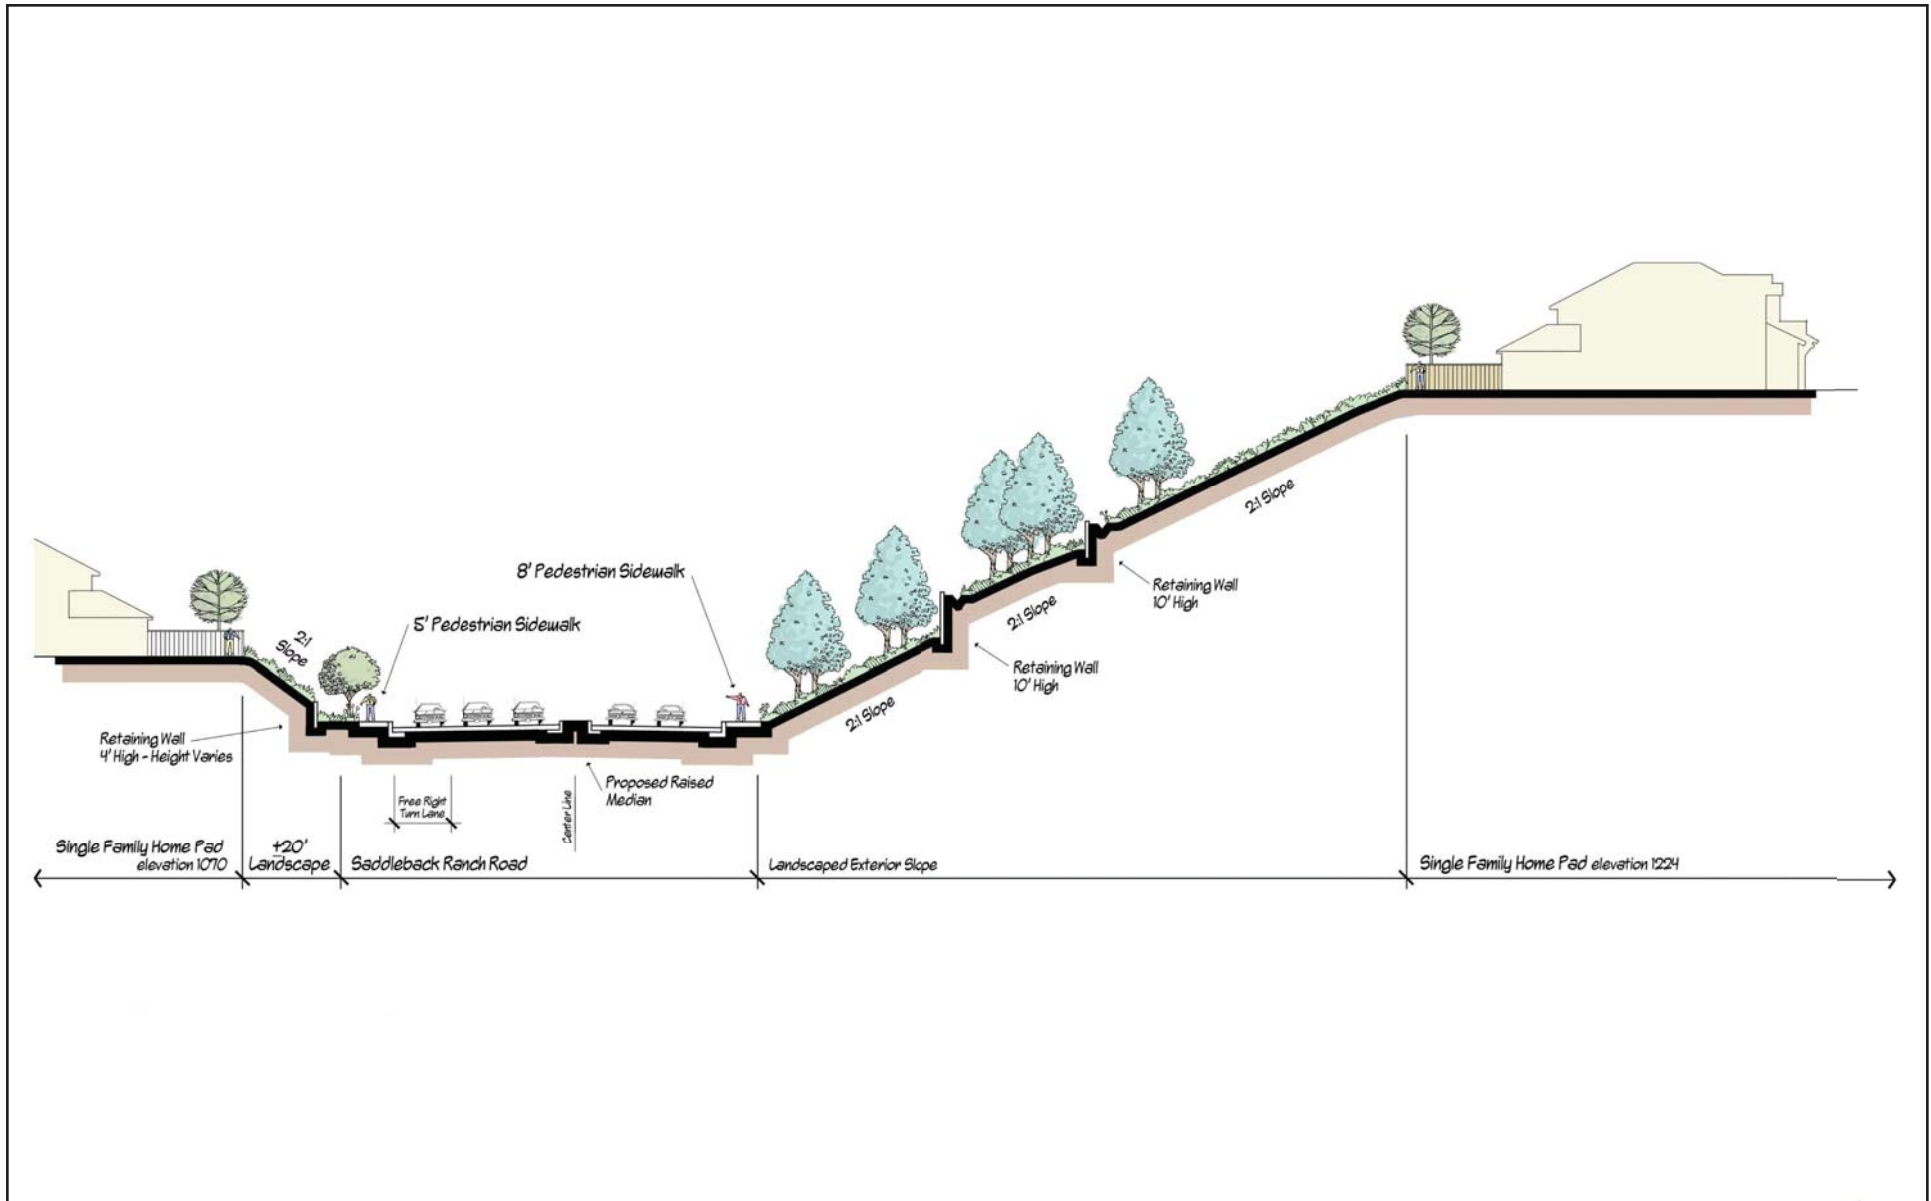 8' Pedestrian Sidewalk
5' Pedestrian Sidewalk
2:1
Slope
2:1 Slope
Retaining Wall
10' High
2:1 Slope
Retaining Wall
10' High
2:1 Slope
Retaining Wall
4' High - Height Varies
Proposed Raised
Median
Free Right
Turn Lane
Center Line
Single Family Home Pad
elevation 1070
±20'
Landscape
Saddleback Ranch Road
Landscaped Exterior Slope
Single Family Home Pad elevation 1224